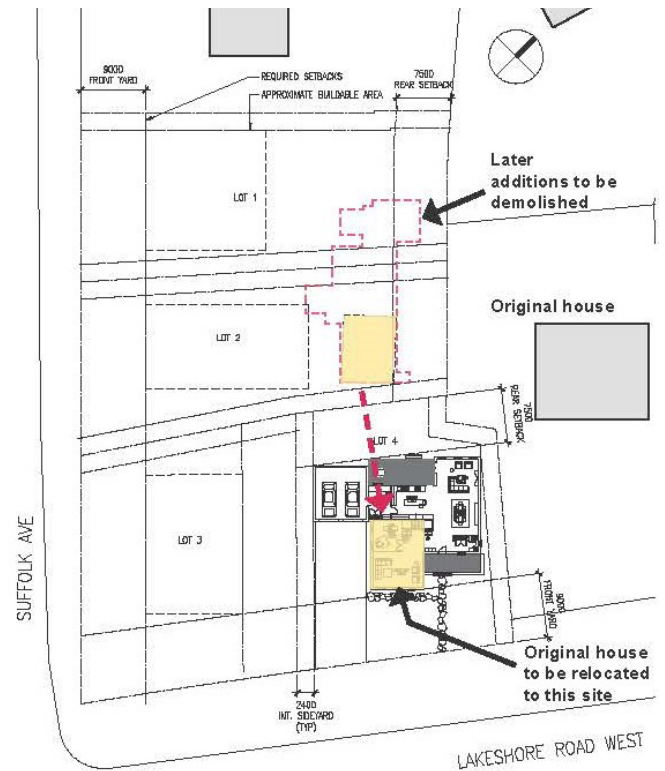 9000
FRONT YARD
REQUIRED SETBACKS
APPROXIMATE BUILDABLE AREA
7500
REAR SETBACK
Later
additions to be
demolished
LOT 1
Original house
LOT 2
7500
REAR SETBACK
LOT 4
LOT 3
SUFFOLK AVE
9000
FRONT YARD
Original house
to be relocated
to this site
2400
INT. SIDEYARD
(TYP)
LAKESHORE ROAD WEST